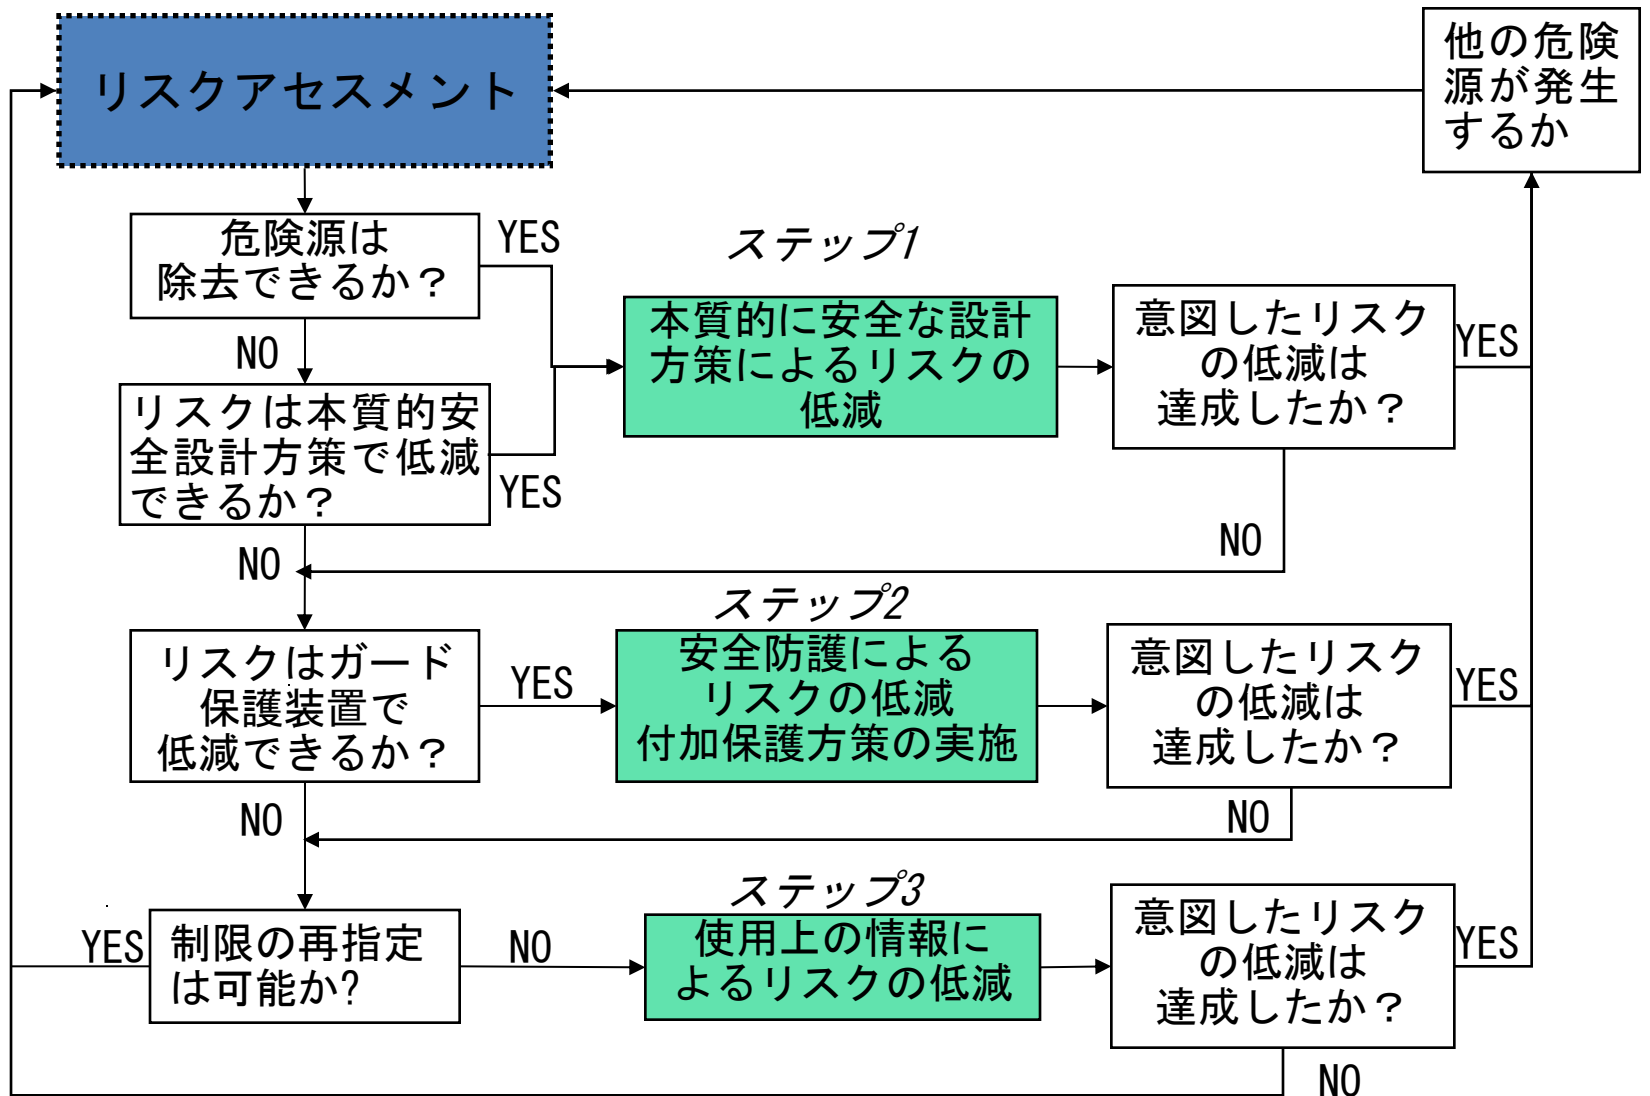 リスクアセスメント
他の危険
源が発生
するか
危険源は
除去できるか？
YES
NO
ステップ1
本質的に安全な設計
方策によるリスクの
低減
意図したリスク
の低減は
達成したか？
YES
NO
リスクは本質的安
全設計方策で低減
できるか？
YES
NO
ステップ2
リスクはガード
保護装置で
低減できるか？
YES
NO
安全防護による
リスクの低減
付加保護方策の実施
意図したリスク
の低減は
達成したか？
YES
NO
ステップ3
制限の再指定
は可能か?
YES
NO
使用上の情報に
よるリスクの低減
意図したリスク
の低減は
達成したか？
YES
NO